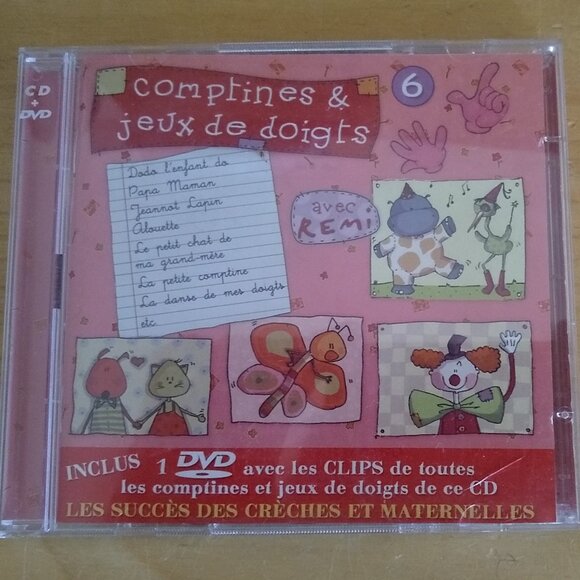 CD
+
DVD
comptines &
jeux de doigts
6
Dodo l'enfant do
Papa Maman
Jeannot Lapin
Alouette
Le petit chat de
ma grand-mère
La petite comptine
La danse de mes doigts
etc
avec
REMI
INCLUS 1 DVD avec les CLIPS de toutes
les comptines et jeux de doigts de ce CD
LES SUCCÈS DES CRÈCHES ET MATERNELLES